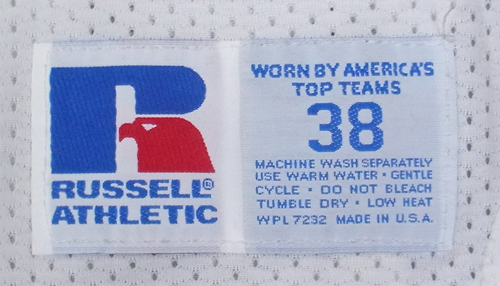 R
RUSSELL®
ATHLETIC
WORN BY AMERICA'S
TOP TEAMS
38
MACHINE WASH SEPARATELY
USE WARM WATER • GENTLE
CYCLE • DO NOT BLEACH
TUMBLE DRY • LOW HEAT
WPL 7232 MADE IN U.S.A.